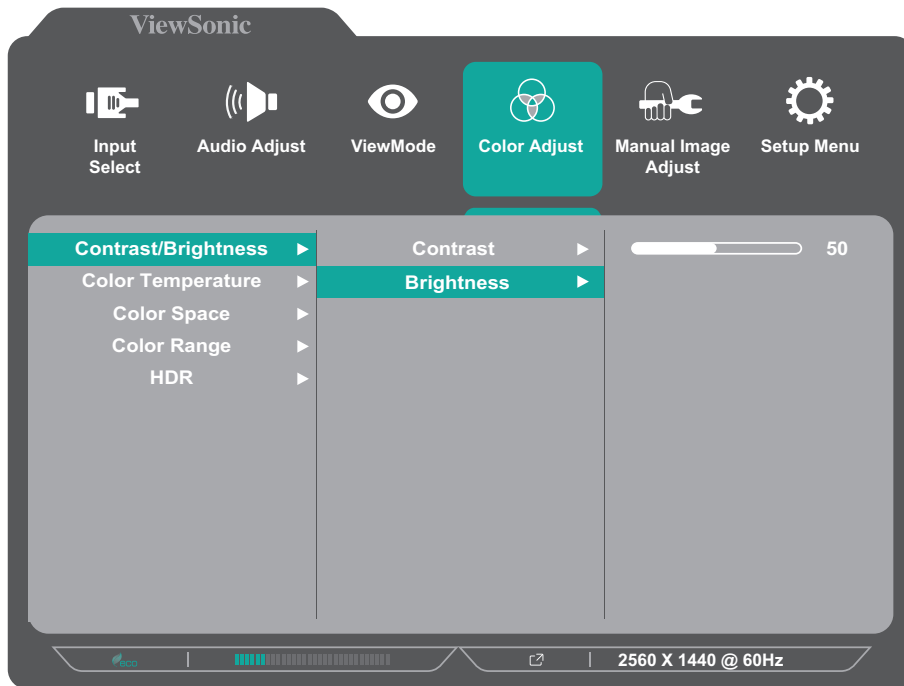 ViewSonic
Input Select
Audio Adjust
ViewMode
Color Adjust
Manual Image Adjust
Setup Menu
Contrast/Brightness
Contrast
50
Color Temperature
Brightness
Color Space
Color Range
HDR
eco
2560 X 1440 @ 60Hz